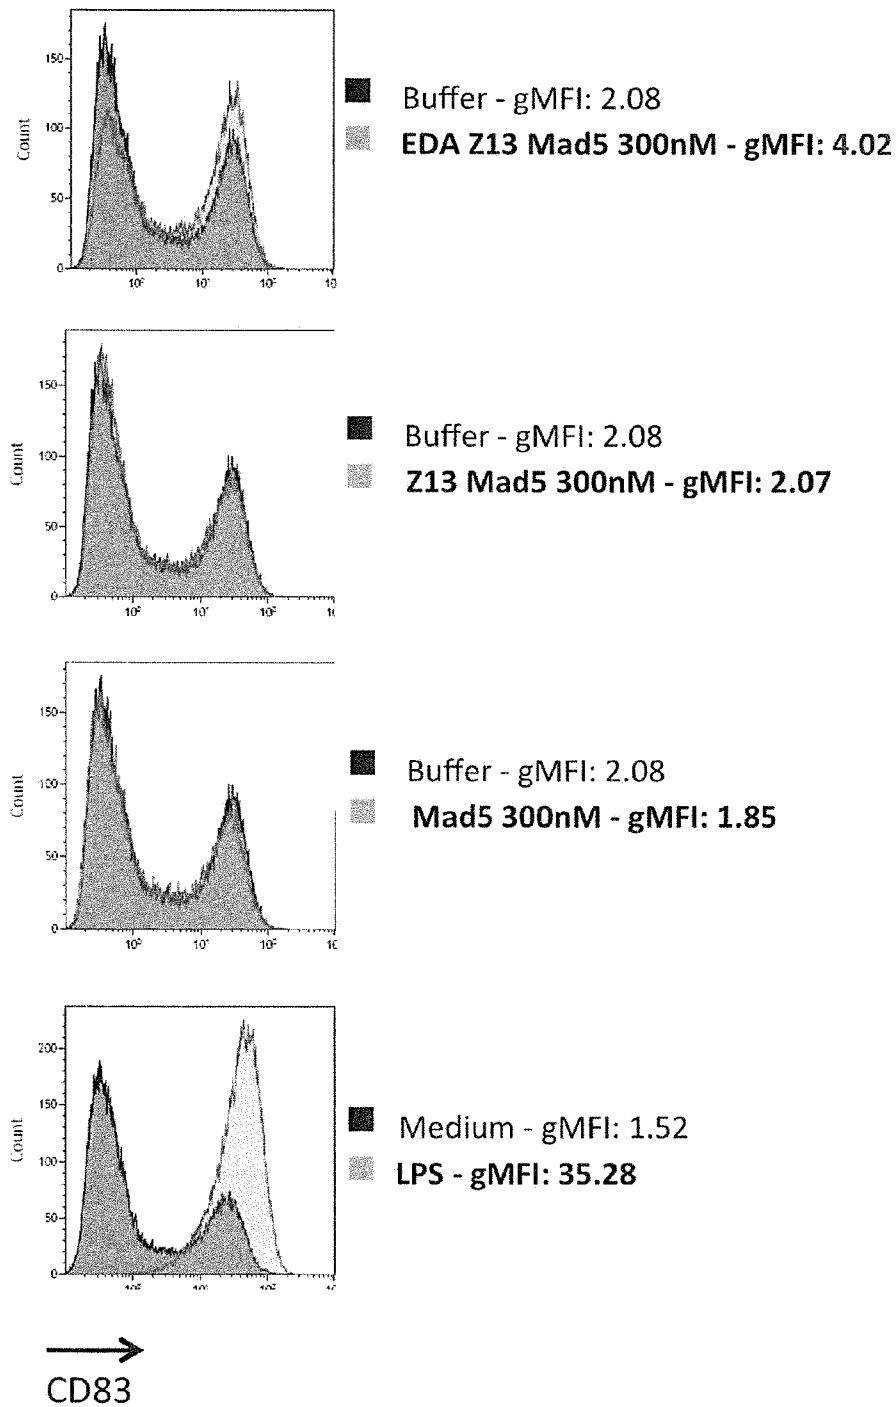 150-
100-
50-
0-
Count
10¹
Buffer - gMFI: 2.08
EDA Z13 Mad5 300nM - gMFI: 4.02
150-
100-
50-
0-
Count
10¹
Buffer - gMFI: 2.08
Z13 Mad5 300nM - gMFI: 2.07
150-
100-
50-
0-
Count
10¹
Buffer - gMFI: 2.08
Mad5 300nM - gMFI: 1.85
200-
150-
100-
50-
0-
Count
Medium - gMFI: 1.52
LPS - gMFI: 35.28
CD83